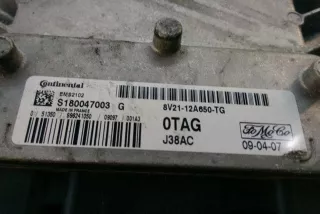 Continental
EMS2102
S180047003 G
MADE IN FRANCE
8V21-12A650-TG
0TAG
J38AC
FoMoCo
09-04-07